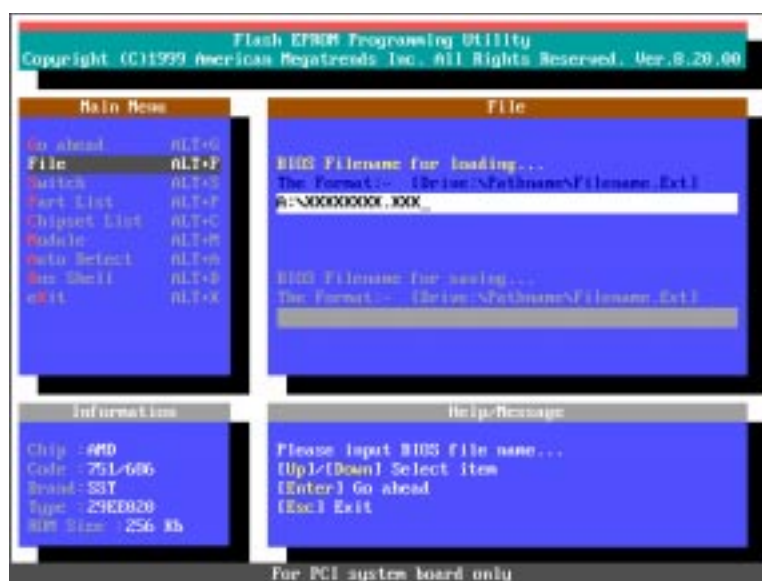 Flash EPROM Programming Utility
Copyright (C)1999 American Megatrends Inc. All Rights Reserved. Ver.8.20.00
Main Menu
Go ahead ALT+G
File ALT+F
Switch ALT+S
Part List ALT+P
Chipset List ALT+C
Module ALT+M
Auto Detect ALT+A
Dos Shell ALT+D
eXit ALT+X
File
BIOS Filename for loading...
The Format:- [Drive:\Pathname\Filename.Ext]
A:\XXXXXXXX.XXX_
BIOS Filename for saving...
The Format:- [Drive:\Pathname\Filename.Ext]
Information
Chip :AMD
Code :751/686
Brand:SST
Type :29EE020
ROM Size :256 Kb
Help/Message
Please input BIOS file name...
[Up]/[Down] Select item
[Enter] Go ahead
[Esc] Exit
For PCI system board only